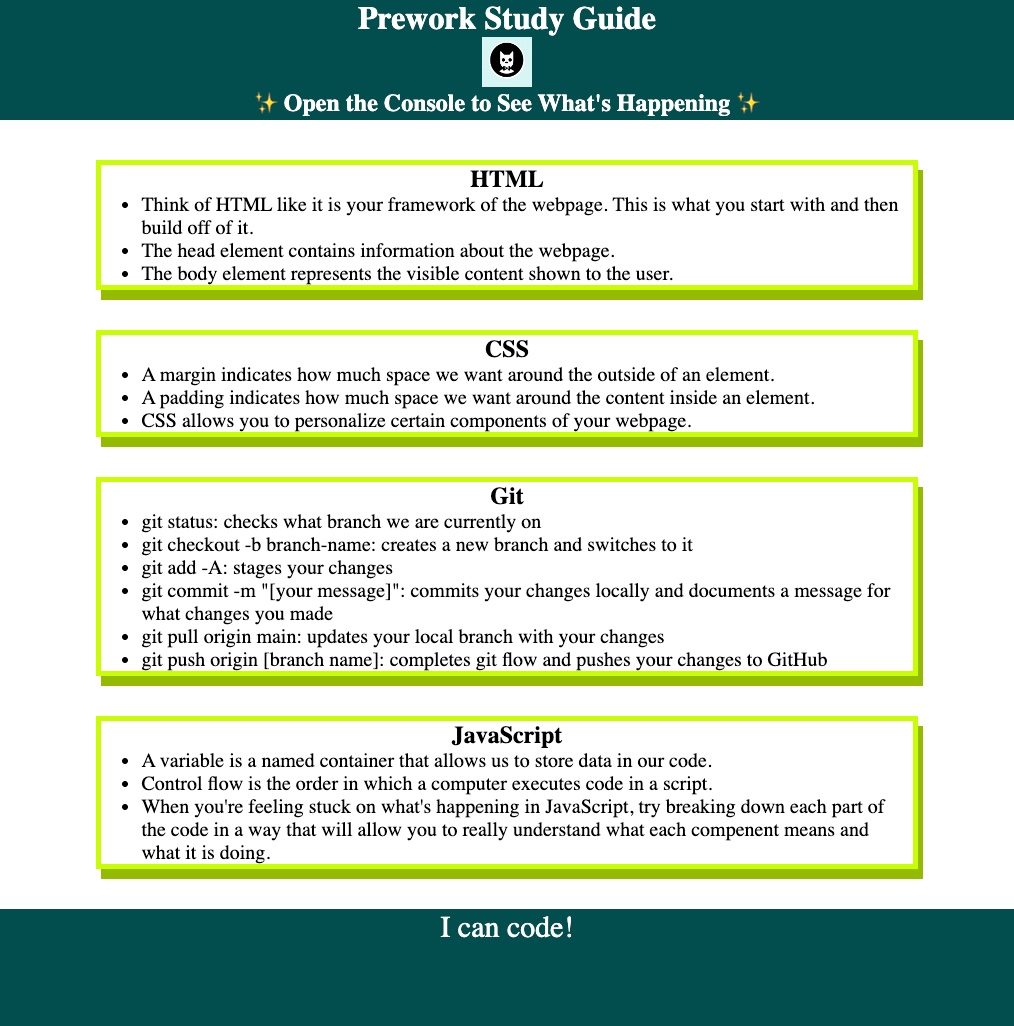 Prework Study Guide
✨ Open the Console to See What's Happening ✨
HTML
• Think of HTML like it is your framework of the webpage. This is what you start with and then
build off of it.
• The head element contains information about the webpage.
• The body element represents the visible content shown to the user.
CSS
• A margin indicates how much space we want around the outside of an element.
• A padding indicates how much space we want around the content inside an element.
• CSS allows you to personalize certain components of your webpage.
Git
• git status: checks what branch we are currently on
• git checkout -b branch-name: creates a new branch and switches to it
• git add -A: stages your changes
• git commit -m "[your message]": commits your changes locally and documents a message for
what changes you made
• git pull origin main: updates your local branch with your changes
• git push origin [branch name]: completes git flow and pushes your changes to GitHub
JavaScript
• A variable is a named container that allows us to store data in our code.
• Control flow is the order in which a computer executes code in a script.
• When you're feeling stuck on what's happening in JavaScript, try breaking down each part of
the code in a way that will allow you to really understand what each compenent means and
what it is doing.
I can code!